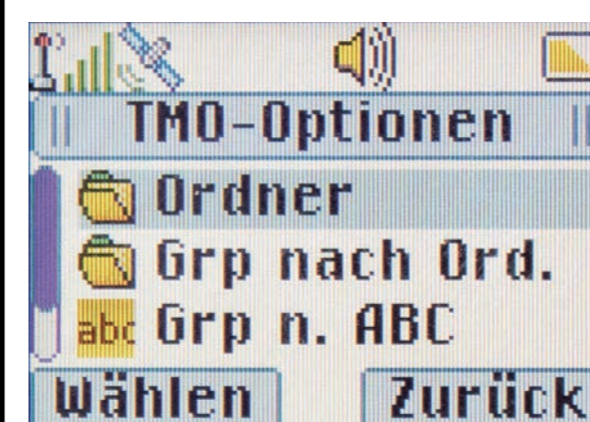 TMO-Optionen
Ordner
Grp nach Ord.
abc Grp n. ABC
Wählen Zurück